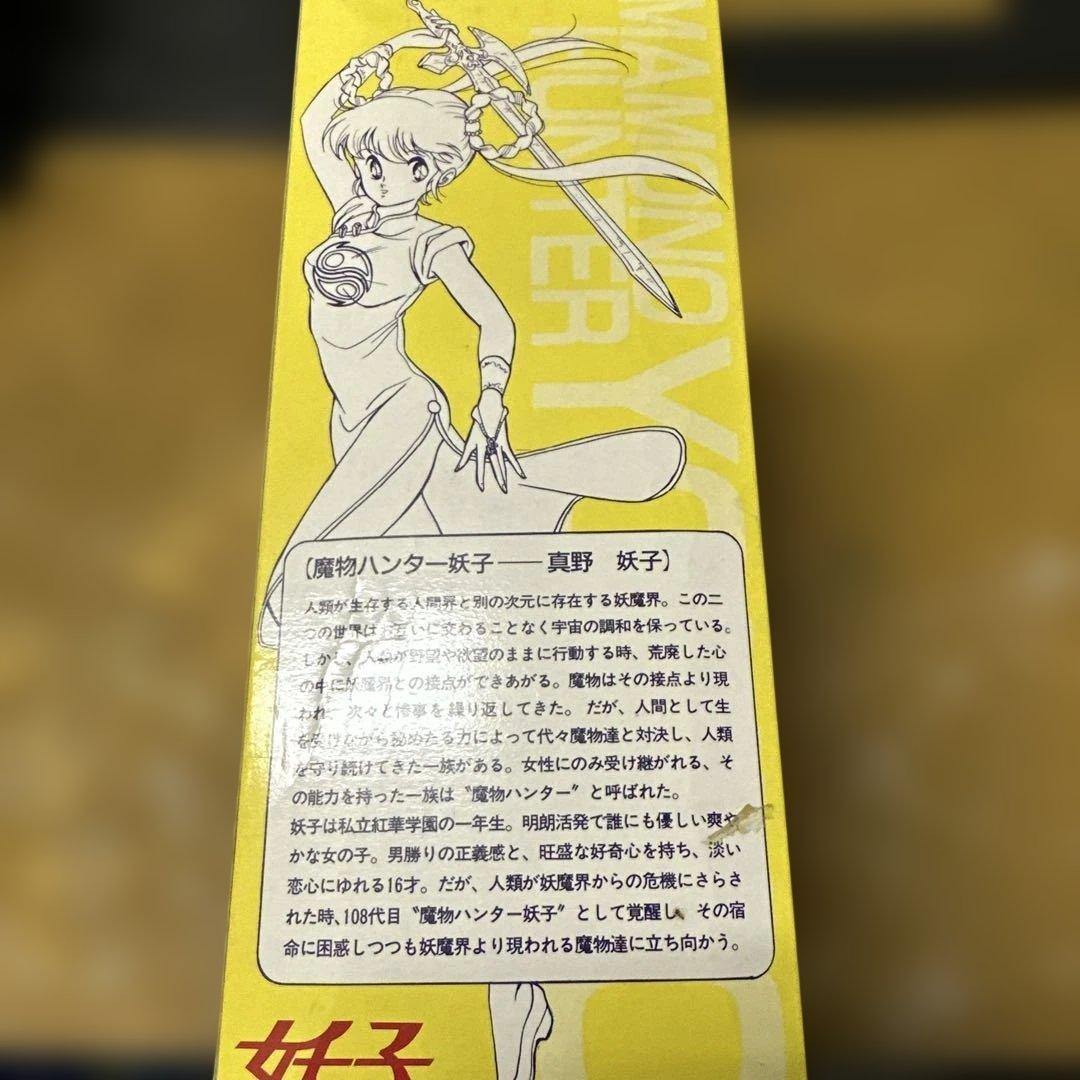 MAMONO
HUNTER
YO
【魔物ハンター妖子――真野　妖子】
人類が生存する人間界と別の次元に存在する妖魔界。この二
つの世界は、互いに交わることなく宇宙の調和を保っている。
しかし、人類が野望や欲望のままに行動する時、荒廃した心
の中に妖魔界との接点ができあがる。魔物はその接点より現
われ、次々と惨事を繰り返してきた。だが、人間として生
を受けながら秘めたる力によって代々魔物達と対決し、人類
を守り続けてきた一族がある。女性にのみ受け継がれる、そ
の能力を持った一族は〝魔物ハンター〟と呼ばれた。
妖子は私立紅華学園の一年生。明朗活発で誰にも優しい爽や
かな女の子。男勝りの正義感と、旺盛な好奇心を持ち、淡い
恋心にゆれる16才。だが、人類が妖魔界からの危機にさらさ
れた時、108代目〝魔物ハンター妖子〟として覚醒し、その宿
命に困惑しつつも妖魔界より現われる魔物達に立ち向かう。
妖子